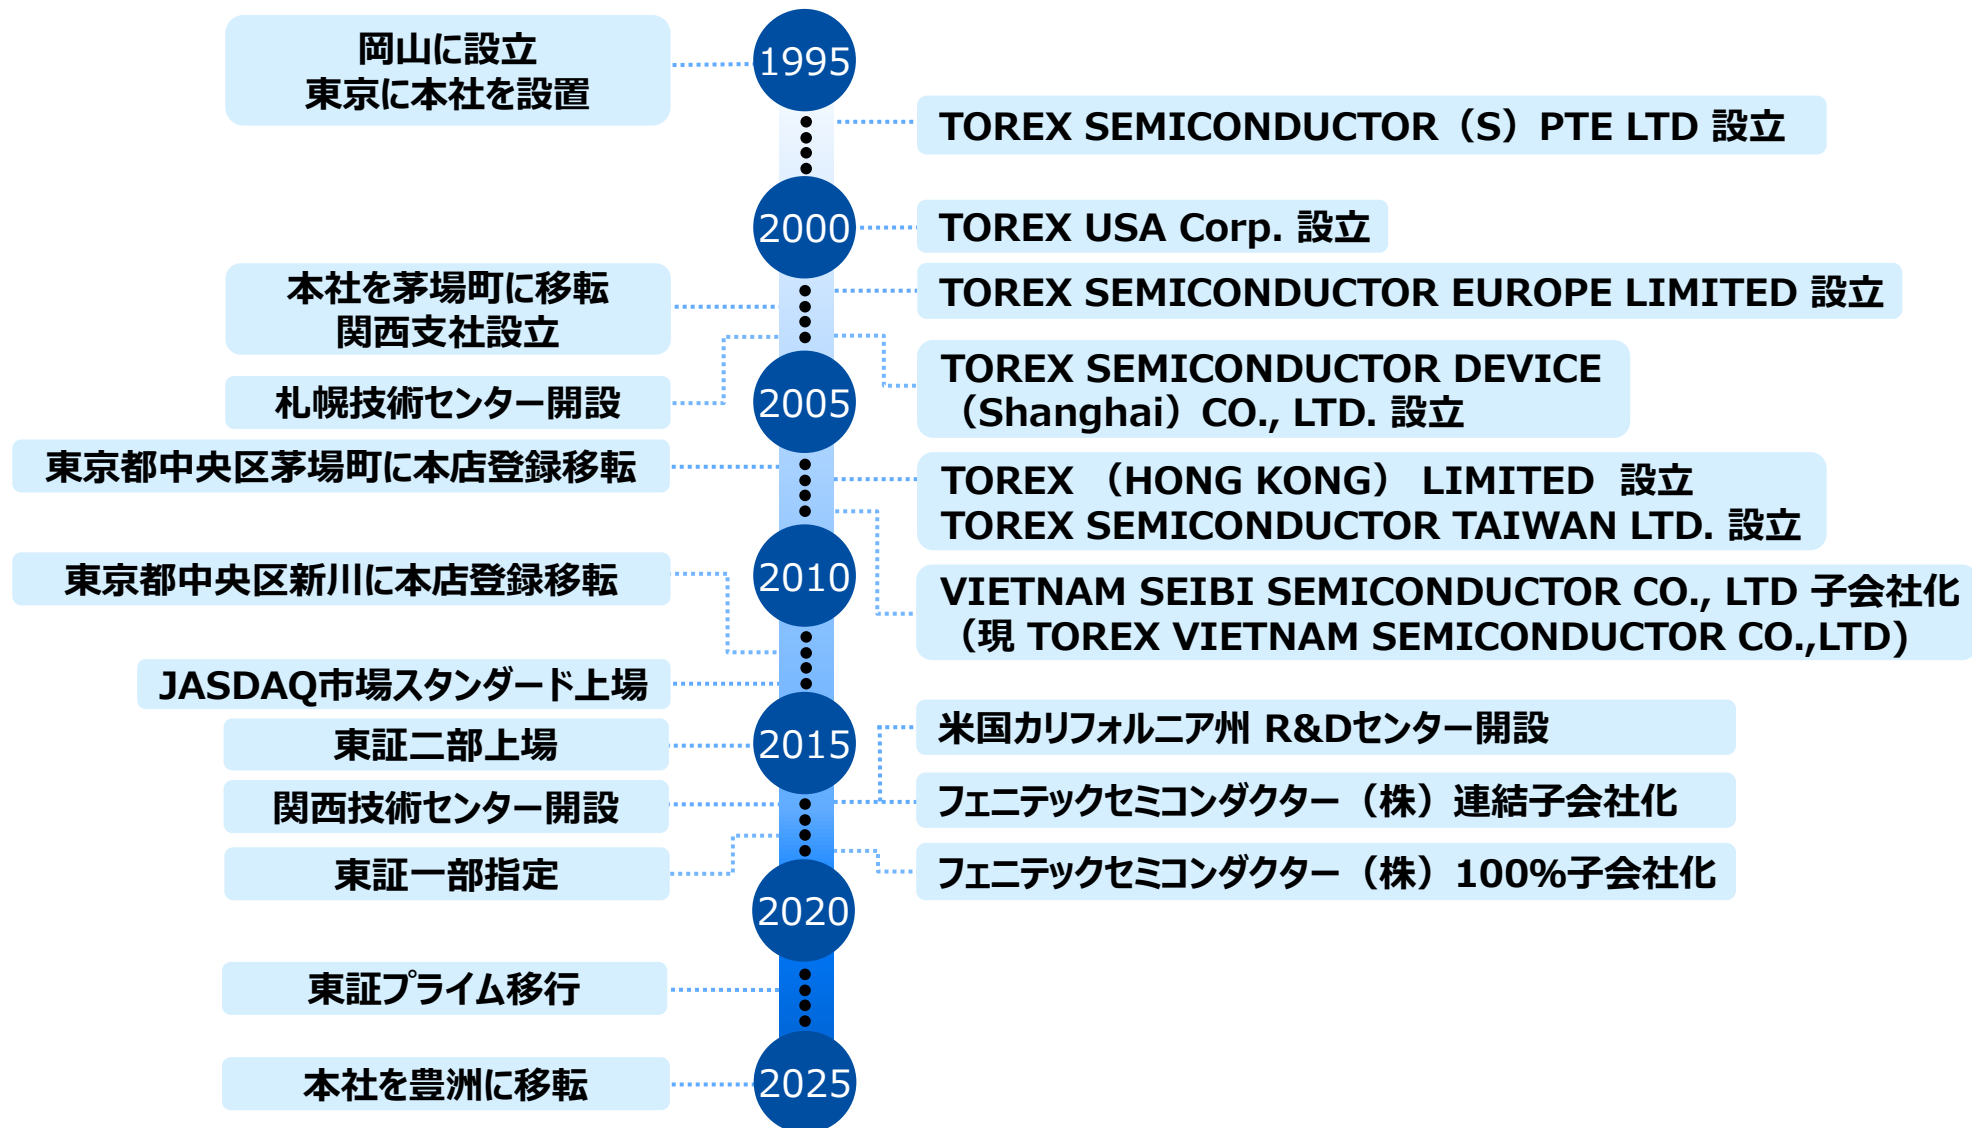 岡山に設立
東京に本社を設置
1995
TOREX SEMICONDUCTOR（S）PTE LTD 設立
2000
TOREX USA Corp. 設立
本社を茅場町に移転
関西支社設立
TOREX SEMICONDUCTOR EUROPE LIMITED 設立
札幌技術センター開設
2005
TOREX SEMICONDUCTOR DEVICE
（Shanghai）CO., LTD. 設立
東京都中央区茅場町に本店登録移転
TOREX （HONG KONG） LIMITED 設立
TOREX SEMICONDUCTOR TAIWAN LTD. 設立
東京都中央区新川に本店登録移転
2010
VIETNAM SEIBI SEMICONDUCTOR CO., LTD 子会社化
（現 TOREX VIETNAM SEMICONDUCTOR CO.,LTD)
JASDAQ市場スタンダード上場
東証二部上場
2015
米国カリフォルニア州 R&Dセンター開設
関西技術センター開設
フェニテックセミコンダクター（株）連結子会社化
東証一部指定
フェニテックセミコンダクター（株）100%子会社化
2020
東証プライム移行
本社を豊洲に移転
2025